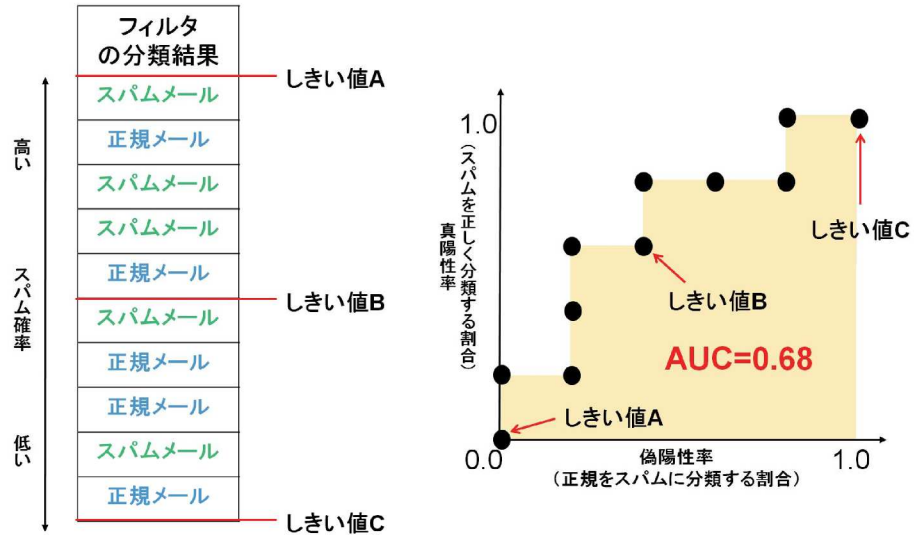 フィルタ
の分類結果
しきい値A
スパムメール
正規メール
スパムメール
スパムメール
正規メール
しきい値B
スパムメール
正規メール
正規メール
スパムメール
正規メール
しきい値C
高い
スパム確率
低い
1.0
真陽性率
(スパムを正しく分類する割合)
しきい値C
しきい値B
AUC=0.68
しきい値A
0.0
偽陽性率
1.0
(正規をスパムに分類する割合)